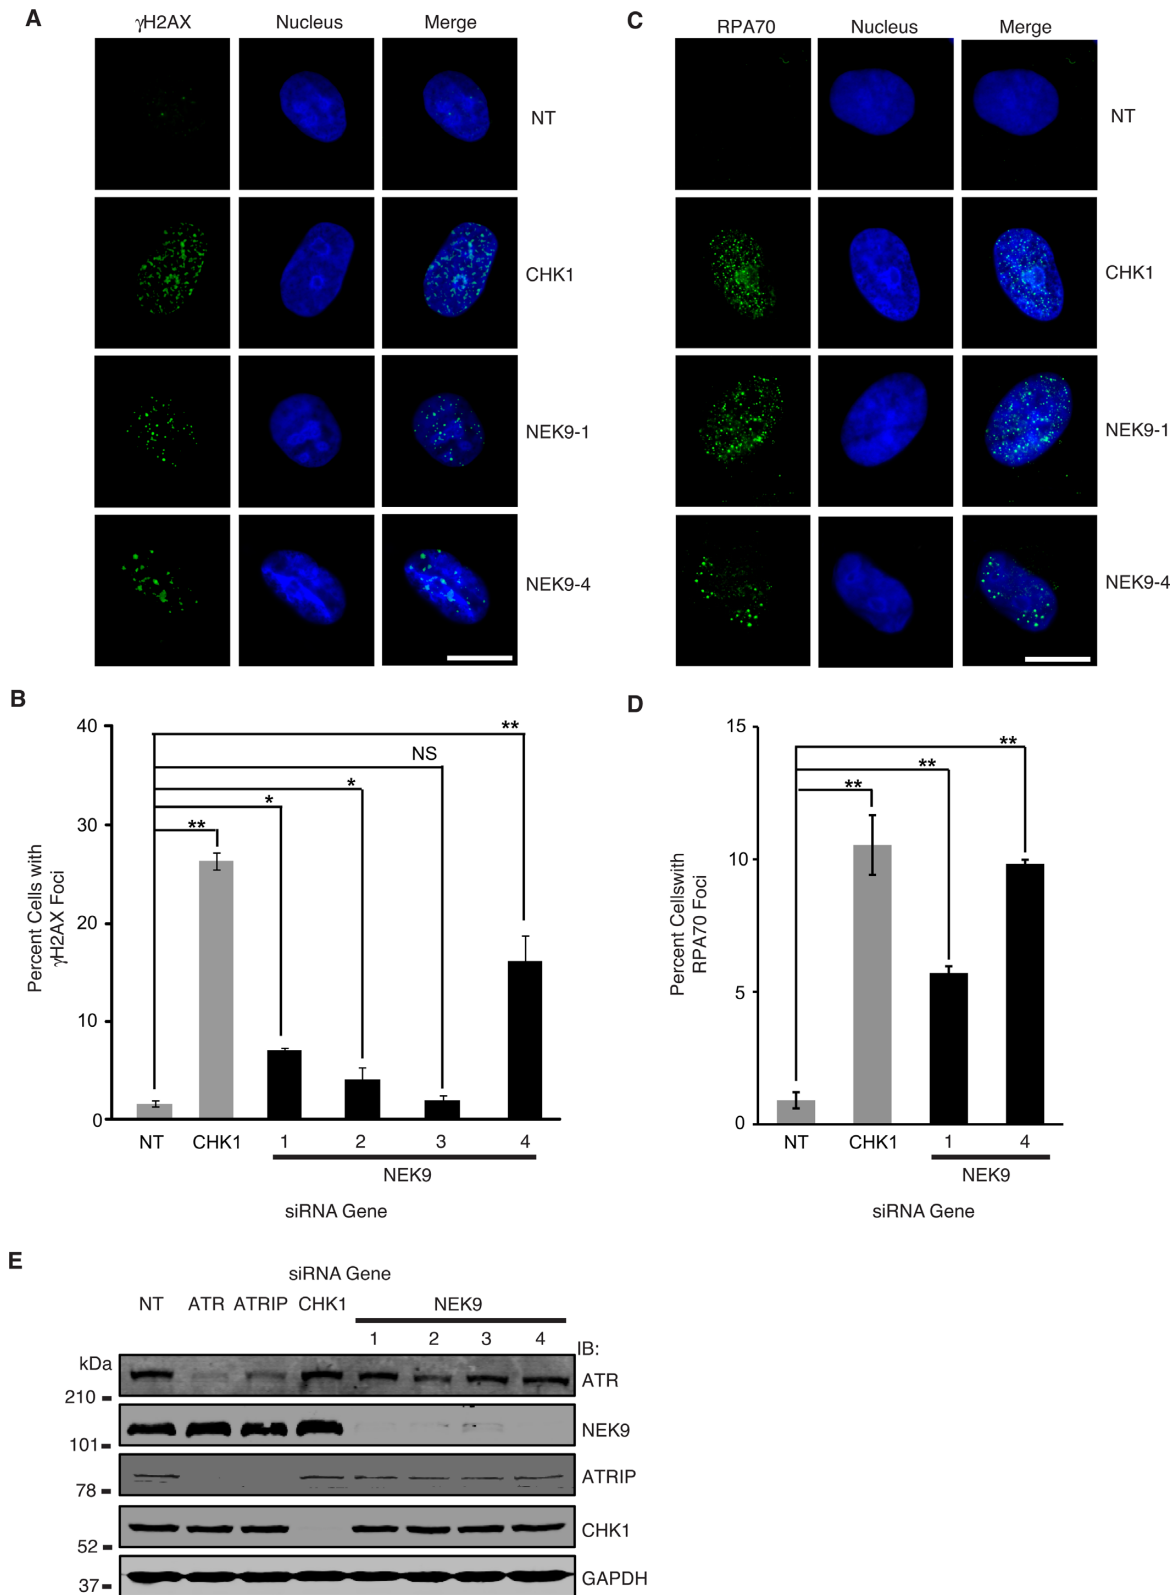 A
γH2AX Nucleus Merge
NT
CHK1
NEK9-1
NEK9-4
C
RPA70 Nucleus Merge
NT
CHK1
NEK9-1
NEK9-4
B
Percent Cells with
γH2AX Foci
40
30
20
10
0
** * * NS **
NT CHK1 1 2 3 4
NEK9
siRNA Gene
D
Percent Cellswith
RPA70 Foci
15
10
5
0
** ** **
NT CHK1 1 4
NEK9
siRNA Gene
E
siRNA Gene
NT ATR ATRIP CHK1 NEK9
1 2 3 4
IB:
kDa
ATR
210
NEK9
101
ATRIP
78
CHK1
52
GAPDH
37